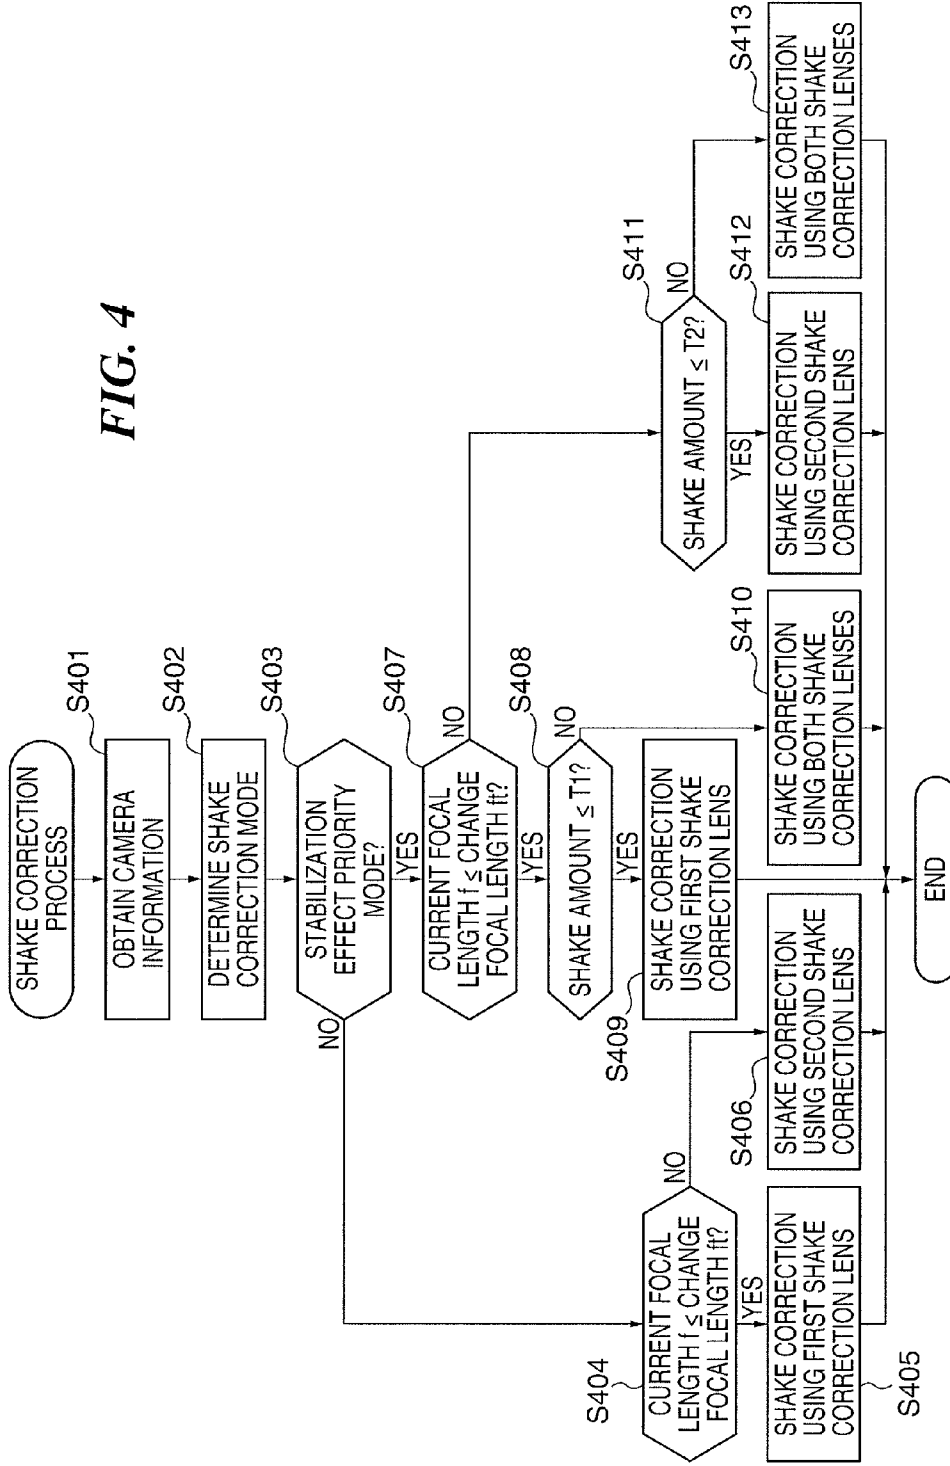 FIG. 4
SHAKE CORRECTION
PROCESS
S401
OBTAIN CAMERA
INFORMATION
S402
DETERMINE SHAKE
CORRECTION MODE
S403
STABILIZATION
EFFECT PRIORITY
MODE?
NO
YES
S407
CURRENT FOCAL
LENGTH f ≤ CHANGE
FOCAL LENGTH ft?
NO
YES
S408
SHAKE AMOUNT ≤ T1?
NO
YES
S409
SHAKE CORRECTION
USING FIRST SHAKE
CORRECTION LENS
S404
CURRENT FOCAL
LENGTH f ≤ CHANGE
FOCAL LENGTH ft?
NO
YES
S411
SHAKE AMOUNT ≤ T2?
NO
YES
S405
SHAKE CORRECTION
USING FIRST SHAKE
CORRECTION LENS
S406
SHAKE CORRECTION
USING SECOND SHAKE
CORRECTION LENS
S410
SHAKE CORRECTION
USING BOTH SHAKE
CORRECTION LENSES
S412
SHAKE CORRECTION
USING SECOND SHAKE
CORRECTION LENS
S413
SHAKE CORRECTION
USING BOTH SHAKE
CORRECTION LENSES
END